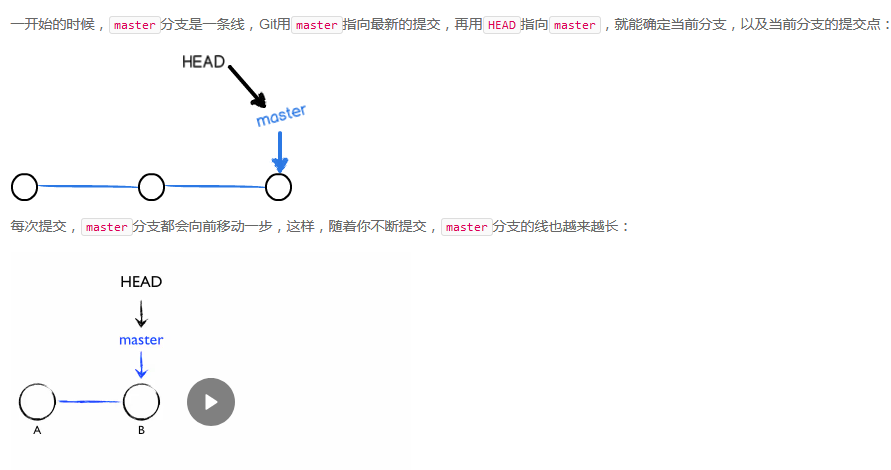 一开始的时候，master分支是一条线，Git用master指向最新的提交，再用HEAD指向master，就能确定当前分支，以及当前分支的提交点：
HEAD
master
每次提交，master分支都会向前移动一步，这样，随着你不断提交，master分支的线也越来越长：
HEAD
master
A B